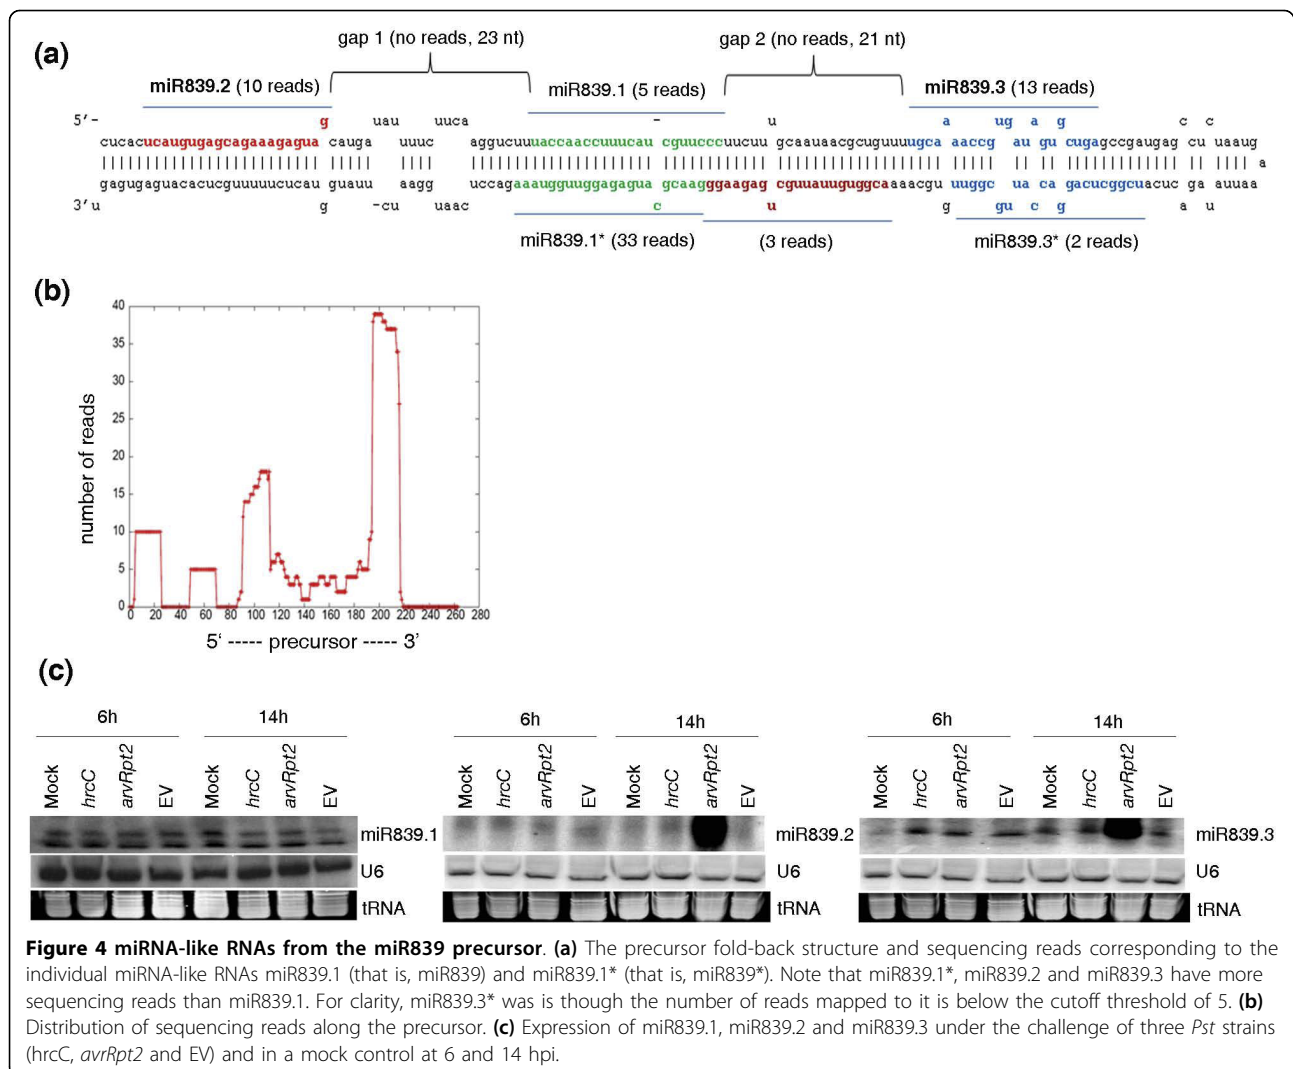 (a)
gap 1 (no reads, 23 nt)
gap 2 (no reads, 21 nt)
miR839.2 (10 reads)
miR839.1 (5 reads)
miR839.3 (13 reads)
5'- g uau uuca - u a ug a g c c
cucacucaugugagcagaaagagua cauga uuuc aggucuuuaccaaccuuucau cguucccuucuu gcaauaacgcuguuuugca aaccg au gu cugagccgaugag cu uaaug
a
gagugaguacacucguuuuucucau guauu aagg uccagaaaugguuggagagua gcaagggaagag cguuauuguggcaaaacgu uuggc ua ca gacucggcuacuc ga auuaa
3'u g -cu uaac c u g gu c g a u
miR839.1* (33 reads)
(3 reads)
miR839.3* (2 reads)
(b)
number of reads
40
35
30
25
20
15
10
5
0
0 20 40 60 80 100 120 140 160 180 200 220 240 260 280
5‘ ----- precursor ----- 3’
(c)
6h 14h 6h 14h 6h 14h
Mock hrcC arvRpt2 EV Mock hrcC arvRpt2 EV Mock hrcC arvRpt2 EV Mock hrcC arvRpt2 EV Mock hrcC arvRpt2 EV Mock hrcC arvRpt2 EV
miR839.1 miR839.2 miR839.3
U6 U6 U6
tRNA tRNA tRNA
Figure 4 miRNA-like RNAs from the miR839 precursor. (a) The precursor fold-back structure and sequencing reads corresponding to the
individual miRNA-like RNAs miR839.1 (that is, miR839) and miR839.1* (that is, miR839*). Note that miR839.1*, miR839.2 and miR839.3 have more
sequencing reads than miR839.1. For clarity, miR839.3* was is though the number of reads mapped to it is below the cutoff threshold of 5. (b)
Distribution of sequencing reads along the precursor. (c) Expression of miR839.1, miR839.2 and miR839.3 under the challenge of three Pst strains
(hrcC, avrRpt2 and EV) and in a mock control at 6 and 14 hpi.